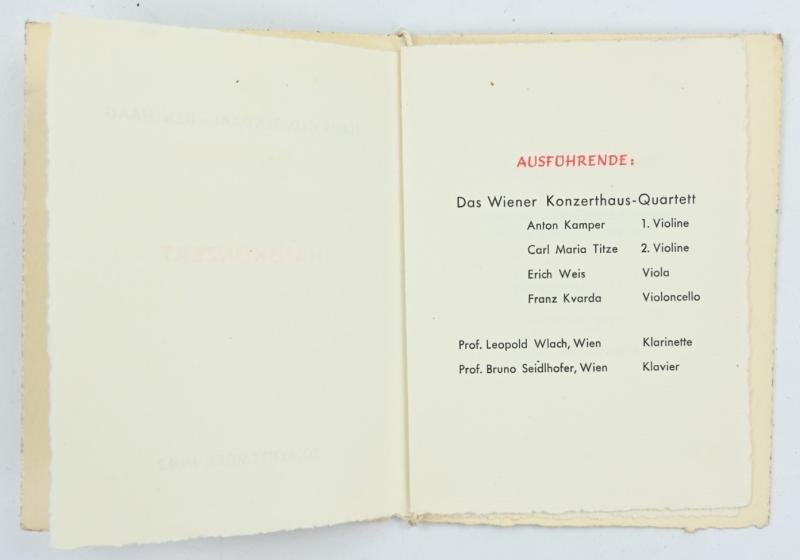 AUSFÜHRENDE:
Das Wiener Konzerthaus-Quartett
Anton Kamper 1. Violine
Carl Maria Titze 2. Violine
Erich Weis Viola
Franz Kvarda Violoncello
Prof. Leopold Wlach, Wien Klarinette
Prof. Bruno Seidlhofer, Wien Klavier